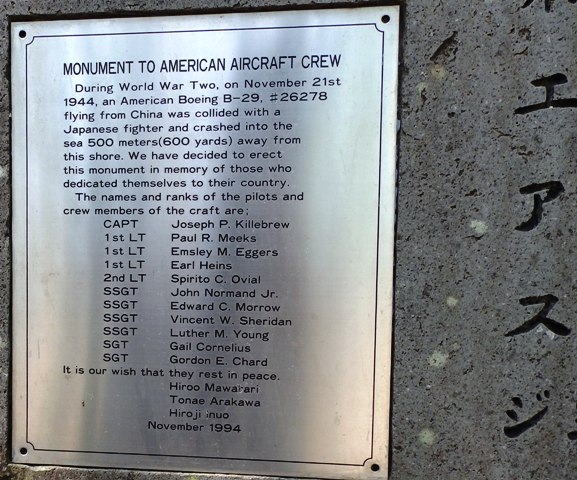 MONUMENT TO AMERICAN AIRCRAFT CREW
During World War Two, on November 21st
1944, an American Boeing B-29, #26278
flying from China was collided with a
Japanese fighter and crashed into the
sea 500 meters(600 yards) away from
this shore. We have decided to erect
this monument in memory of those who
dedicated themselves to their country.
The names and ranks of the pilots and
crew members of the craft are;
CAPT Joseph P. Killebrew
1st LT Paul R. Meeks
1st LT Emsley M. Eggers
1st LT Earl Heins
2nd LT Spirito C. Ovial
SSGT John Normand Jr.
SSGT Edward C. Morrow
SSGT Vincent W. Sheridan
SSGT Luther M. Young
SGT Gail Cornelius
SGT Gordon E. Chard
It is our wish that they rest in peace.
Hiroo Mawatari
Tonae Arakawa
Hiroji
November 1994
エアスジ